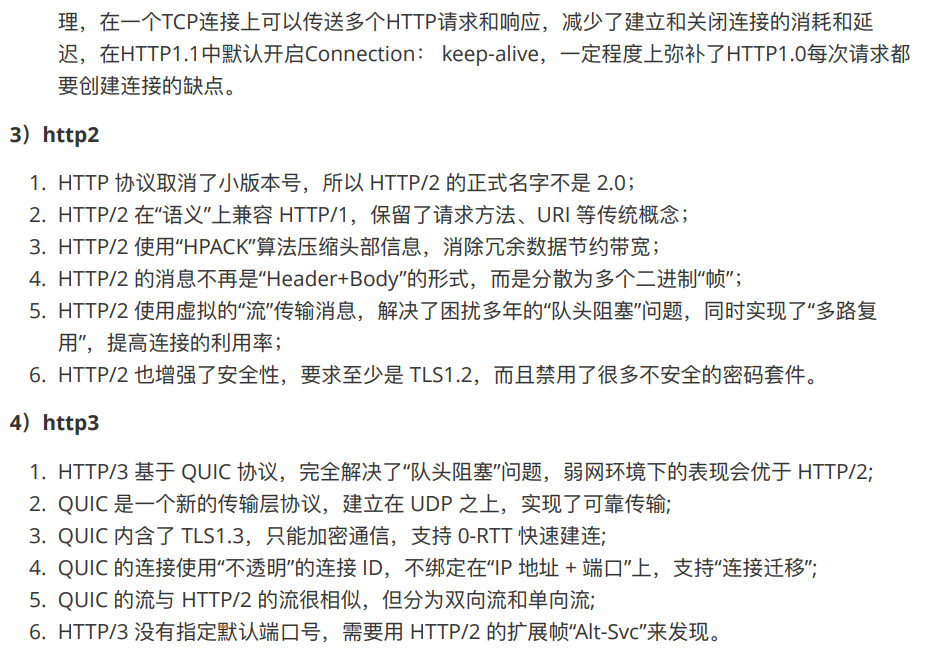 理，在一个TCP连接上可以传送多个HTTP请求和响应，减少了建立和关闭连接的消耗和延
迟，在HTTP1.1中默认开启Connection： keep-alive，一定程度上弥补了HTTP1.0每次请求都
要创建连接的缺点。
3）http2
1. HTTP 协议取消了小版本号，所以 HTTP/2 的正式名字不是 2.0；
2. HTTP/2 在“语义”上兼容 HTTP/1，保留了请求方法、URI 等传统概念；
3. HTTP/2 使用“HPACK”算法压缩头部信息，消除冗余数据节约带宽；
4. HTTP/2 的消息不再是“Header+Body”的形式，而是分散为多个二进制“帧”；
5. HTTP/2 使用虚拟的“流”传输消息，解决了困扰多年的“队头阻塞”问题，同时实现了“多路复
用”，提高连接的利用率；
6. HTTP/2 也增强了安全性，要求至少是 TLS1.2，而且禁用了很多不安全的密码套件。
4）http3
1. HTTP/3 基于 QUIC 协议，完全解决了“队头阻塞”问题，弱网环境下的表现会优于 HTTP/2;
2. QUIC 是一个新的传输层协议，建立在 UDP 之上，实现了可靠传输;
3. QUIC 内含了 TLS1.3，只能加密通信，支持 0-RTT 快速建连;
4. QUIC 的连接使用“不透明”的连接 ID，不绑定在“IP 地址 + 端口”上，支持“连接迁移”;
5. QUIC 的流与 HTTP/2 的流很相似，但分为双向流和单向流;
6. HTTP/3 没有指定默认端口号，需要用 HTTP/2 的扩展帧“Alt-Svc”来发现。